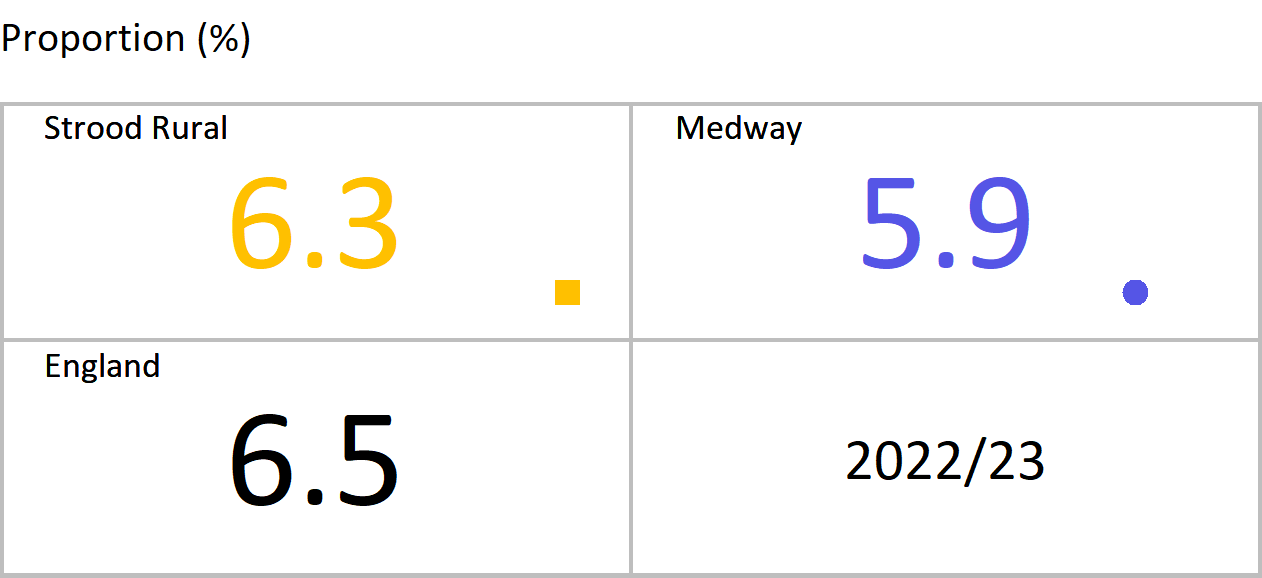 Proportion (%)
Strood Rural
6.3
Medway
5.9
England
6.5
2022/23